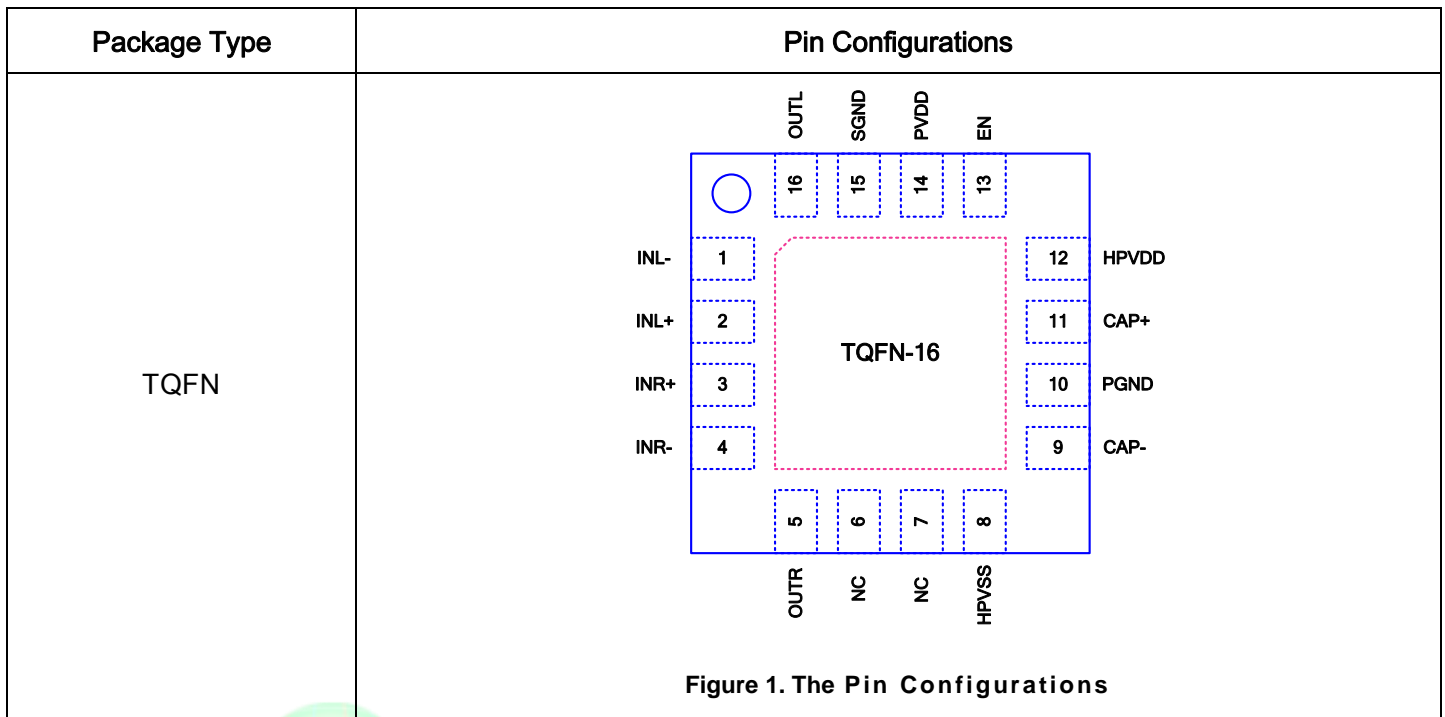 Package Type
Pin Configurations
TQFN
OUTL
SGND
PVDD
EN
16
15
14
13
INL-
1
12
HPVDD
INL+
2
11
CAP+
TQFN-16
INR+
3
10
PGND
INR-
4
9
CAP-
5
6
7
8
OUTR
NC
NC
HPVSS
Figure 1. The Pin Configurations